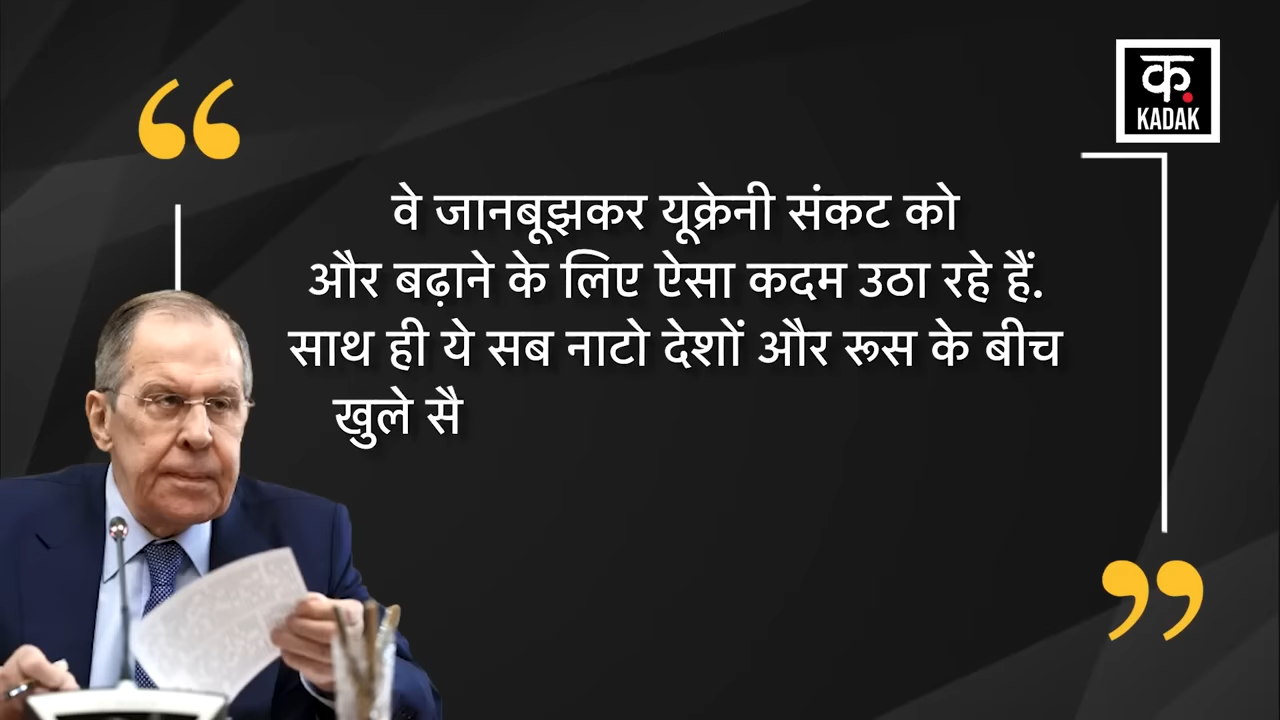 क
KADAK
वे जानबूझकर यूक्रेनी संकट को
और बढ़ाने के लिए ऐसा कदम उठा रहे हैं.
साथ ही ये सब नाटो देशों और रूस के बीच
खुले सै